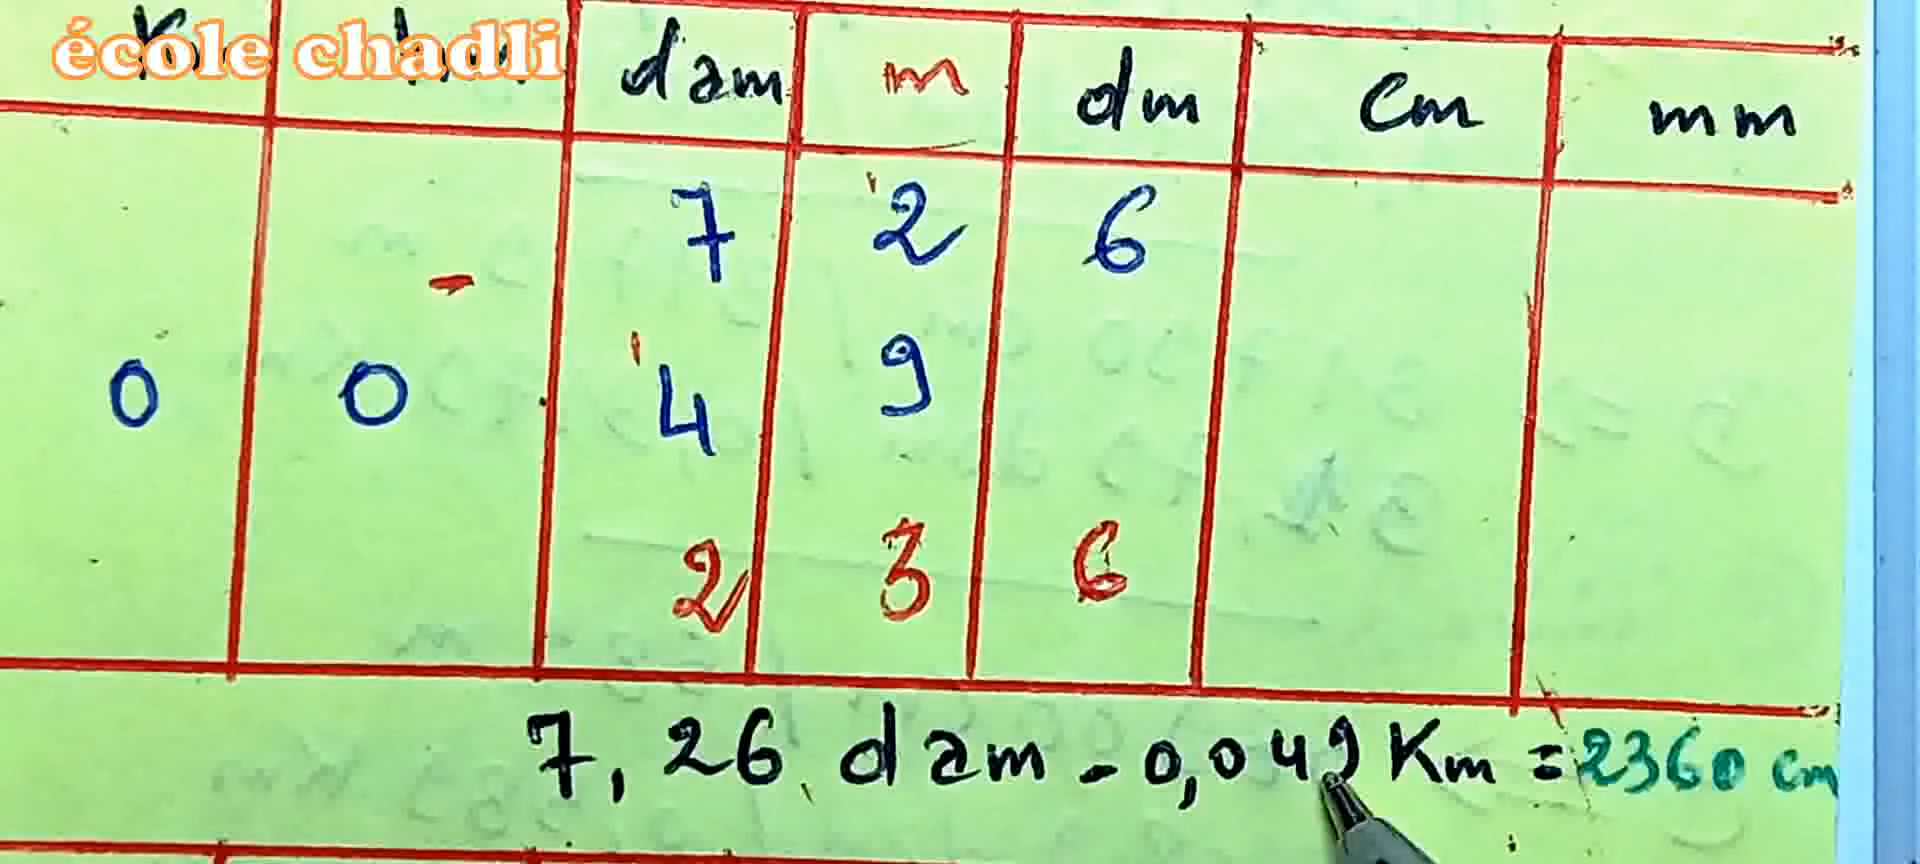 école chadli
dam m dm cm mm
7 2 6
-
0 0 4 9
2 3 6
7,26 dam - 0,049 Km = 2360 cm